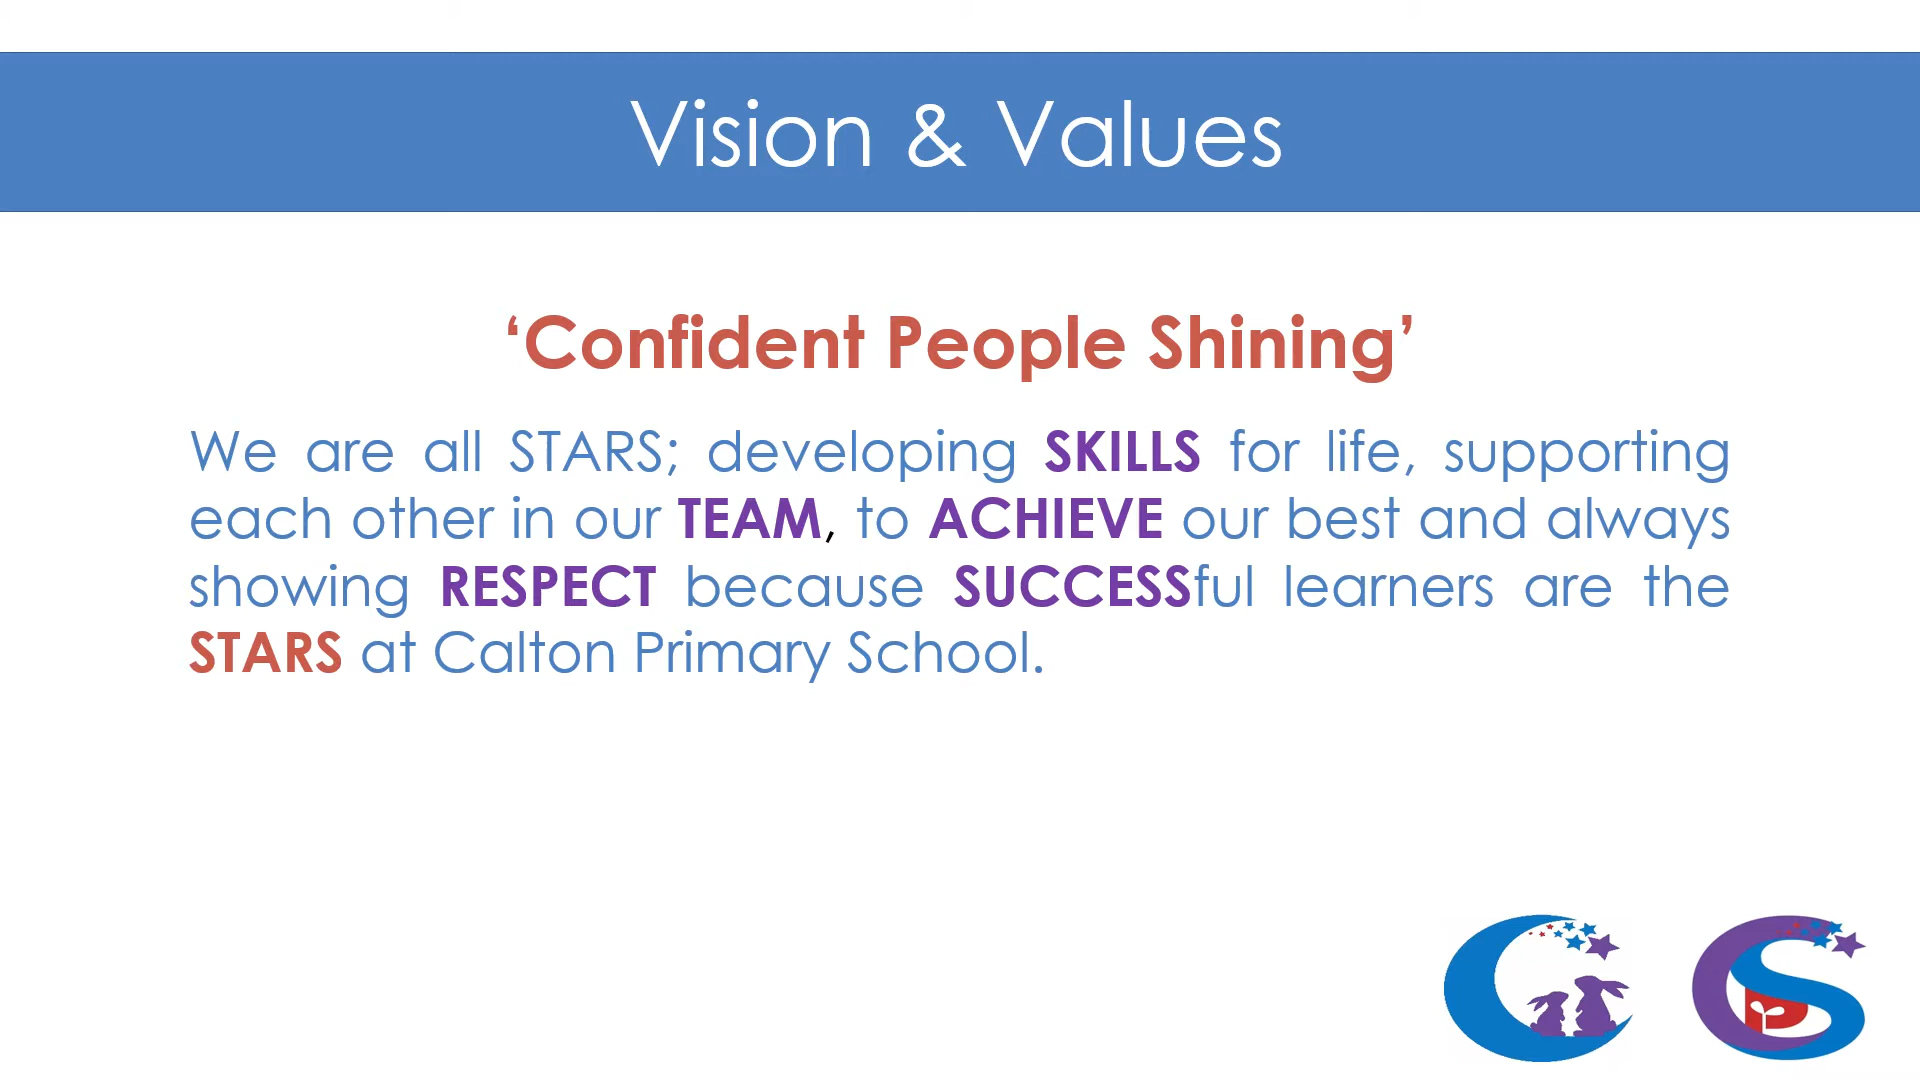 Vision & Values
‘Confident People Shining’
We are all STARS; developing SKILLS for life, supporting
each other in our TEAM, to ACHIEVE our best and always
showing RESPECT because SUCCESSful learners are the
STARS at Calton Primary School.